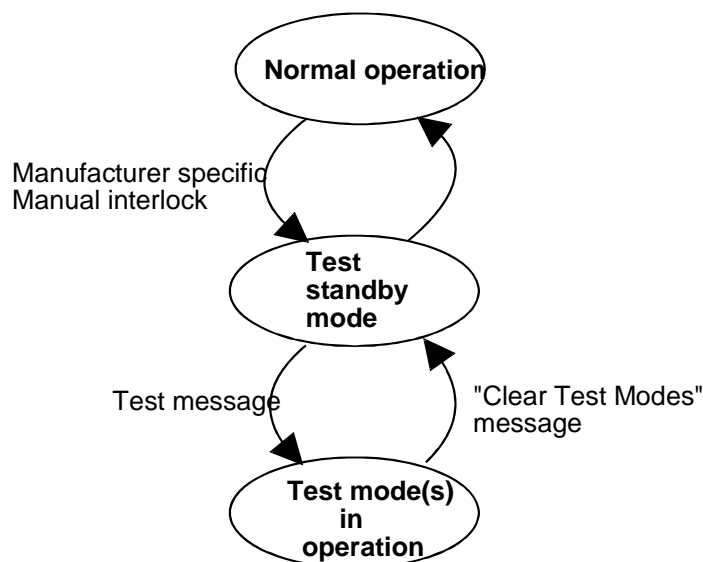 Normal operation
Manufacturer specific
Manual interlock
Test
standby
mode
Test message
"Clear Test Modes"
message
Test mode(s)
in
operation